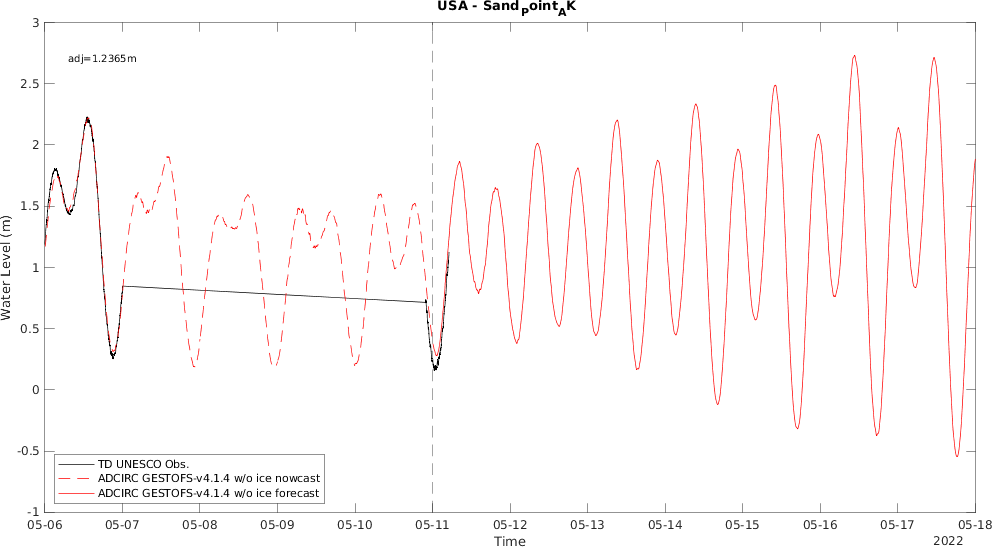 USA - Sand_Point_AK
adj=1.2365m
3
2.5
2
1.5
1
0.5
0
-0.5
-1
Water Level (m)
TD UNESCO Obs.
ADCIRC GESTOFS-v4.1.4 w/o ice nowcast
ADCIRC GESTOFS-v4.1.4 w/o ice forecast
05-06 05-07 05-08 05-09 05-10 05-11 05-12 05-13 05-14 05-15 05-16 05-17 05-18
Time
2022